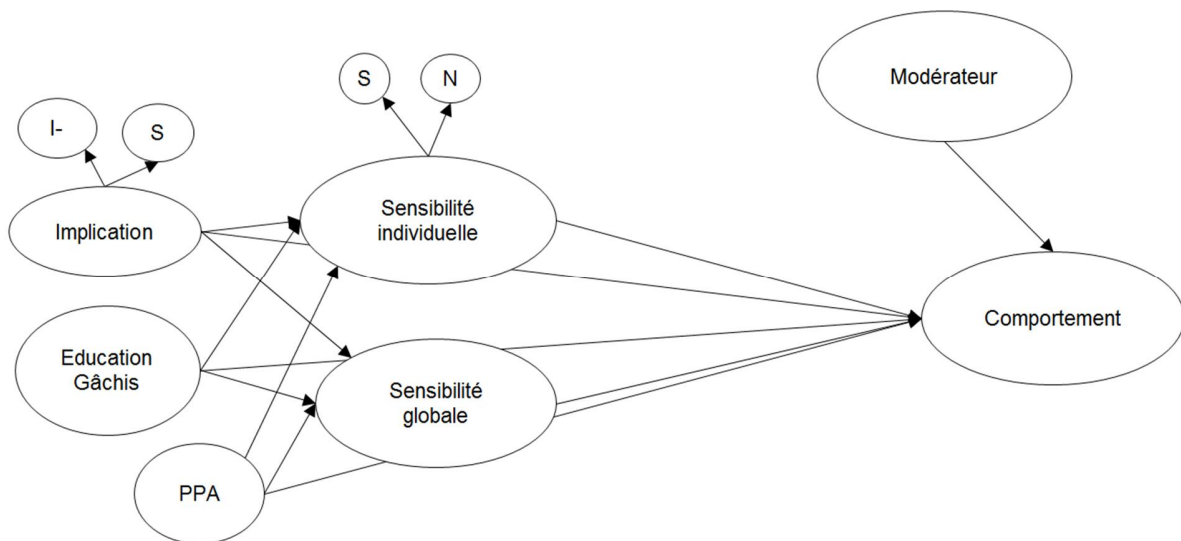 Modérateur
S
N
I-
S
Sensibilité
individuelle
Implication
Comportement
Education
Gâchis
Sensibilité
globale
PPA